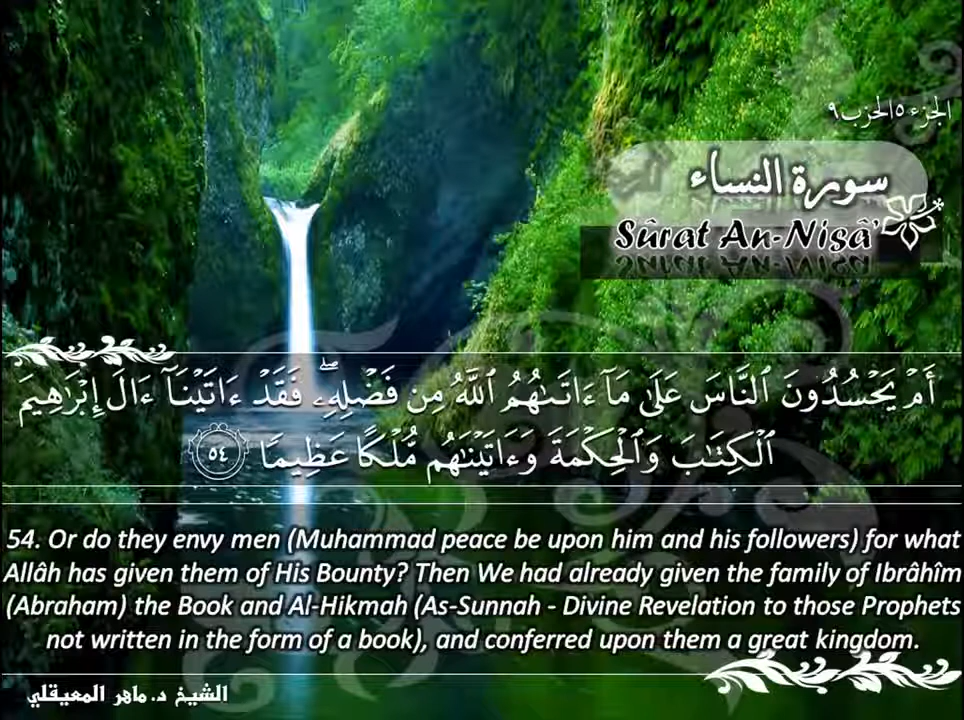 الجزء ٥ الحزب ٩
سورة النساء
Sûrat An-Nisâ'
أَمْ يَحْسُدُونَ ٱلنَّاسَ عَلَىٰ مَآ ءَاتَىٰهُمُ ٱللَّهُ مِن فَضْلِهِۦ ۖ فَقَدْ ءَاتَيْنَآ ءَالَ إِبْرَٰهِيمَ
ٱلْكِتَٰبَ وَٱلْحِكْمَةَ وَءَاتَيْنَٰهُم مُّلْكًا عَظِيمًا ٥٤
54. Or do they envy men (Muhammad peace be upon him and his followers) for what
Allâh has given them of His Bounty? Then We had already given the family of Ibrâhîm
(Abraham) the Book and Al-Hikmah (As-Sunnah - Divine Revelation to those Prophets
not written in the form of a book), and conferred upon them a great kingdom.
الشيخ د. ماهر المعيقلي